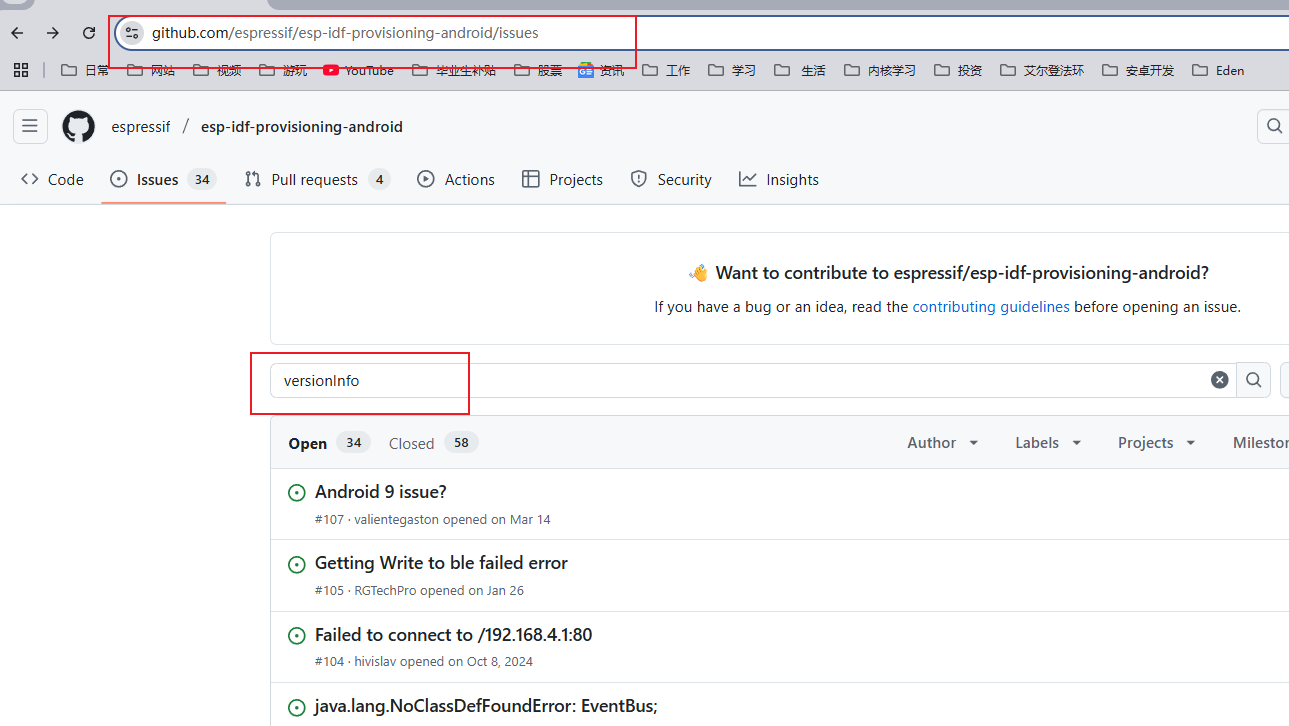 github.com/espressif/esp-idf-provisioning-android/issues
日常 网站 视频 游玩 YouTube 毕业生补贴 股票 资讯 工作 学习 生活 内核学习 投资 艾尔登法环 安卓开发 Eden
espressif / esp-idf-provisioning-android
Code Issues 34 Pull requests 4 Actions Projects Security Insights
👋 Want to contribute to espressif/esp-idf-provisioning-android?
If you have a bug or an idea, read the contributing guidelines before opening an issue.
versionInfo
Open 34 Closed 58 Author Labels Projects Milestor
Android 9 issue?
#107 · valientegaston opened on Mar 14
Getting Write to ble failed error
#105 · RGTechPro opened on Jan 26
Failed to connect to /192.168.4.1:80
#104 · hivislav opened on Oct 8, 2024
java.lang.NoClassDefFoundError: EventBus;